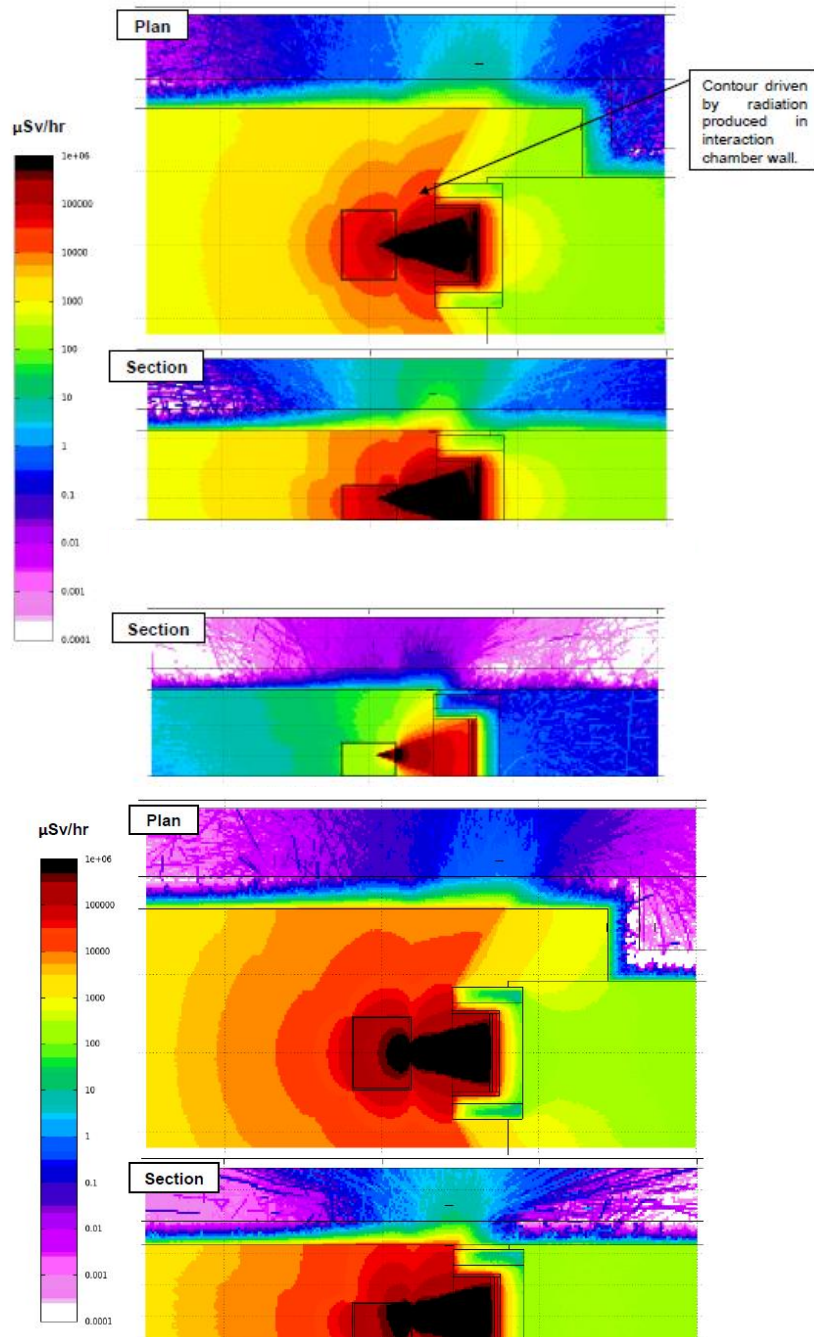 Plan
Contour driven
by radiation
produced in
interaction
chamber wall.
μSv/hr
1e+06
100000
10000
1000
100
10
1
0.1
0.01
0.001
0.0001
Section
Section
Plan
μSv/hr
1e+06
100000
10000
1000
100
10
1
0.1
0.01
0.001
0.0001
Section